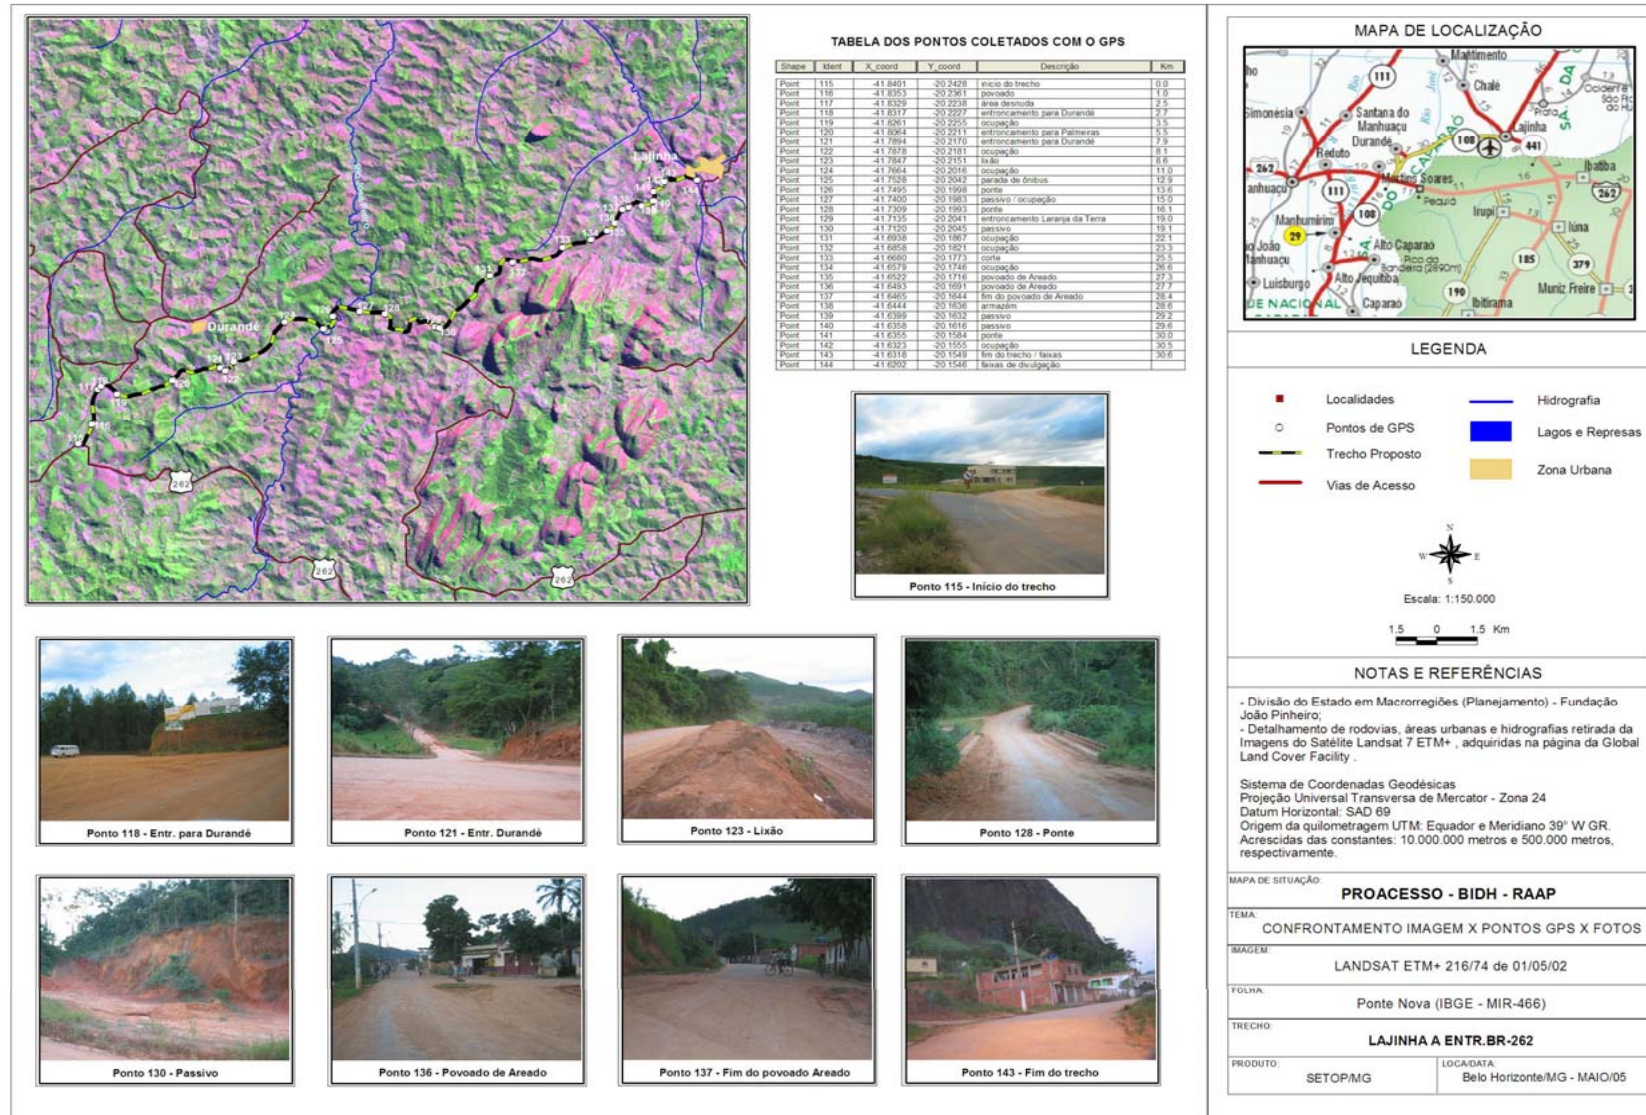 TABELA DOS PONTOS COLETADOS COM O GPS
Shape Ident X_coord Y_coord Descrição Km
Point 115 -41.8401 -20.2428 início do trecho 0.0
Point 116 -41.8353 -20.2361 povoado 1.0
Point 117 -41.8329 -20.2238 área desnuda 2.5
Point 118 -41.8317 -20.2227 entroncamento para Durandé 2.7
Point 119 -41.8261 -20.2255 ocupação 3.5
Point 120 -41.8064 -20.2211 entroncamento para Palmeiras 5.5
Point 121 -41.7894 -20.2170 entroncamento para Durandé 7.9
Point 122 -41.7878 -20.2181 ocupação 8.1
Point 123 -41.7847 -20.2151 lixão 8.6
Point 124 -41.7664 -20.2016 ocupação 11.0
Point 125 -41.7528 -20.2042 parada de ônibus 12.9
Point 126 -41.7495 -20.1998 ponte 13.6
Point 127 -41.7400 -20.1983 passivo / ocupação 15.0
Point 128 -41.7309 -20.1993 ponte 16.1
Point 129 -41.7135 -20.2041 entroncamento Laranja da Terra 19.0
Point 130 -41.7120 -20.2045 passivo 19.1
Point 131 -41.6938 -20.1867 ocupação 22.1
Point 132 -41.6858 -20.1821 ocupação 23.3
Point 133 -41.6680 -20.1773 corte 25.5
Point 134 -41.6579 -20.1746 ocupação 26.6
Point 135 -41.6522 -20.1716 povoado de Areado 27.3
Point 136 -41.6493 -20.1691 povoado de Areado 27.7
Point 137 -41.6465 -20.1644 fim do povoado de Areado 28.4
Point 138 -41.6444 -20.1636 armazém 28.6
Point 139 -41.6399 -20.1632 passivo 29.2
Point 140 -41.6358 -20.1616 passivo 29.6
Point 141 -41.6355 -20.1584 ponte 30.0
Point 142 -41.6323 -20.1555 ocupação 30.5
Point 143 -41.6318 -20.1549 fim do trecho / faixas 30.6
Point 144 -41.6202 -20.1546 faixas de divulgação
Lajinha
Durandé
262
262
262
Ponto 115 - Início do trecho
Ponto 118 - Entr. para Durandé
Ponto 121 - Entr. Durandé
Ponto 123 - Lixão
Ponto 128 - Ponte
Ponto 130 - Passivo
Ponto 136 - Povoado de Areado
Ponto 137 - Fim do povoado Areado
Ponto 143 - Fim do trecho
MAPA DE LOCALIZAÇÃO
Mantimento
111
Chalé
Simonésia
Santana do
Manhuaçu
Durandé
108
Lajinha
441
Reduto
Ibatiba
262
262
Martins Soares
111
Pequiá
Irupi
108
Manhumirim
Iúna
29
Alto Caparaó
185
379
Pico da
Bandeira (2890m)
Luisburgo
Alto Jequitibá
190
Muniz Freire
Caparaó
Ibitirama
LEGENDA
Localidades
Hidrografia
Pontos de GPS
Lagos e Represas
Trecho Proposto
Zona Urbana
Vias de Acesso
N
W E
S
Escala: 1:150.000
1.5 0 1.5 Km
NOTAS E REFERÊNCIAS
- Divisão do Estado em Macrorregiões (Planejamento) - Fundação
João Pinheiro;
- Detalhamento de rodovias, áreas urbanas e hidrografias retirada da
Imagens do Satélite Landsat 7 ETM+ , adquiridas na página da Global
Land Cover Facility .
Sistema de Coordenadas Geodésicas
Projeção Universal Transversa de Mercator - Zona 24
Datum Horizontal: SAD 69
Origem da quilometragem UTM: Equador e Meridiano 39° W GR.
Acrescidas das constantes: 10.000.000 metros e 500.000 metros,
respectivamente.
MAPA DE SITUAÇÃO:
PROACESSO - BIDH - RAAP
TEMA:
CONFRONTAMENTO IMAGEM X PONTOS GPS X FOTOS
IMAGEM:
LANDSAT ETM+ 216/74 de 01/05/02
FOLHA:
Ponte Nova (IBGE - MIR-466)
TRECHO:
LAJINHA A ENTR.BR-262
PRODUTO:
SETOP/MG
LOCA/DATA:
Belo Horizonte/MG - MAIO/05